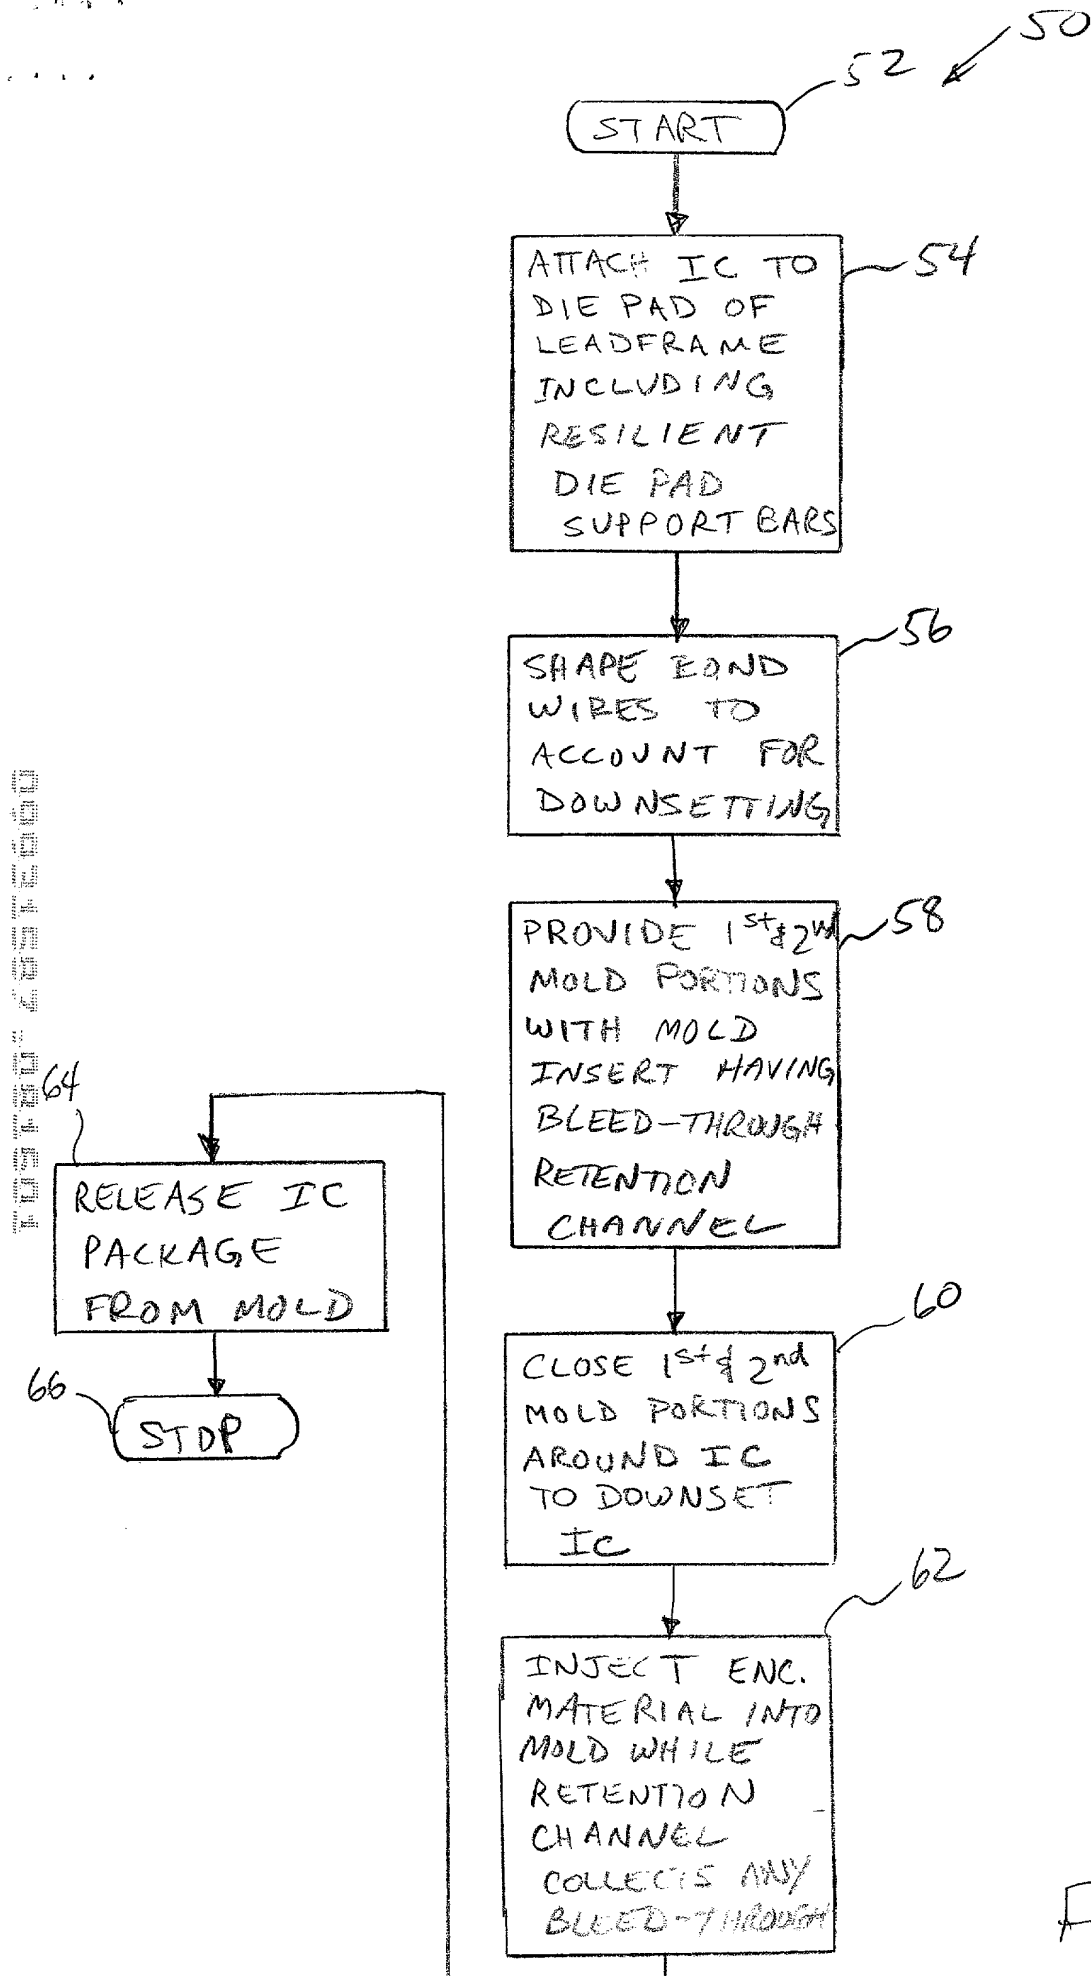 50
52
START
54
ATTACH IC TO
DIE PAD OF
LEADFRAME
INCLUDING
RESILIENT
DIE PAD
SUPPORT BARS
56
SHAPE BOND
WIRES TO
ACCOUNT FOR
DOWNSETTING
58
PROVIDE 1st & 2nd
MOLD PORTIONS
WITH MOLD
INSERT HAVING
BLEED-THROUGH
RETENTION
CHANNEL
60
CLOSE 1st & 2nd
MOLD PORTIONS
AROUND IC
TO DOWNSET
IC
62
INJECT ENC.
MATERIAL INTO
MOLD WHILE
RETENTION
CHANNEL
COLLECTS ANY
BLEED-THROUGH
64
RELEASE IC
PACKAGE
FROM MOLD
66
STOP
F